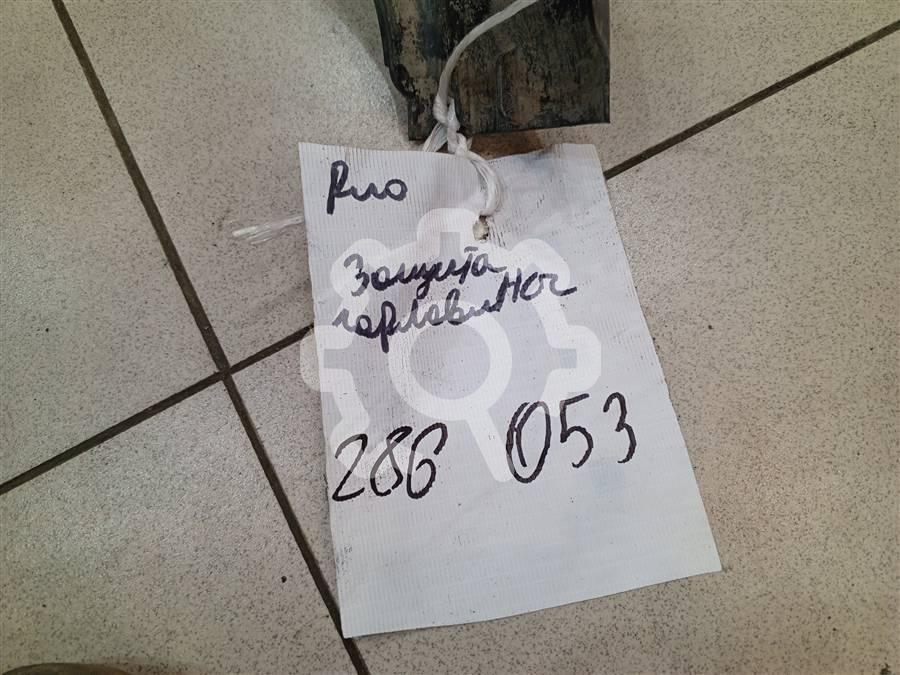 Рио
Защита
горловины
286 053